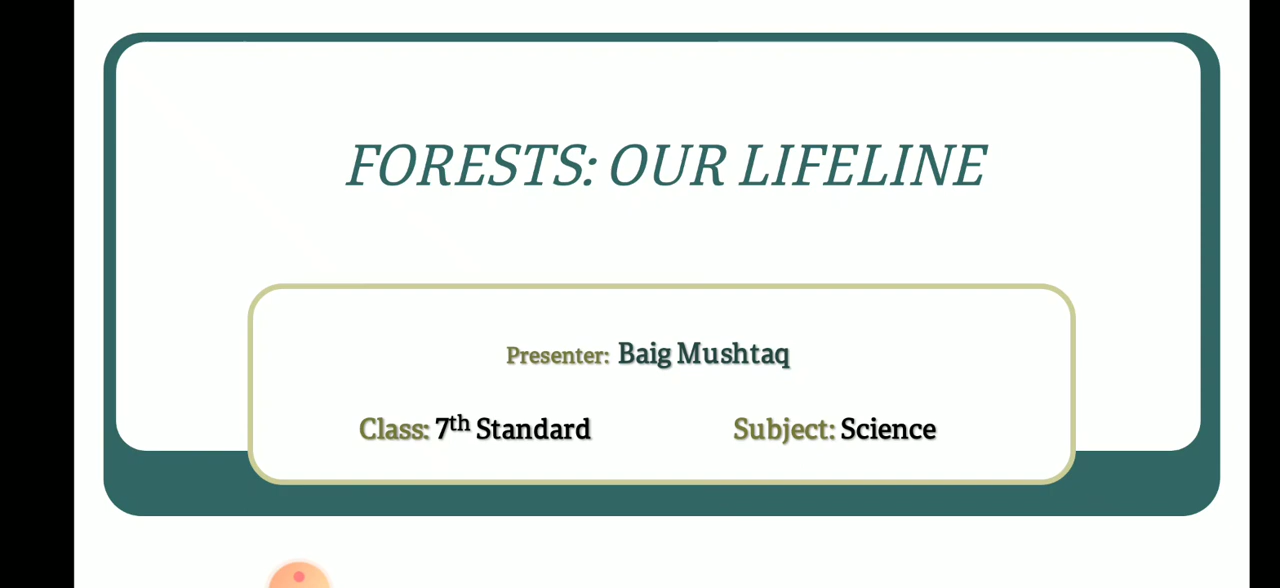 FORESTS: OUR LIFELINE
Presenter: Baig Mushtaq
Class: 7th Standard Subject: Science